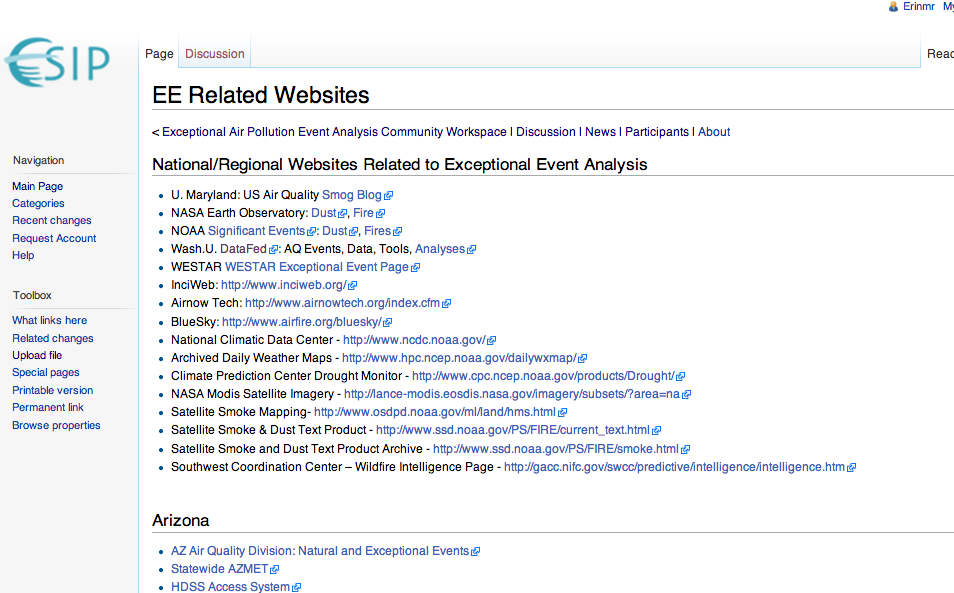 Erinmr My
ESIP
Page Discussion Read
EE Related Websites
< Exceptional Air Pollution Event Analysis Community Workspace | Discussion | News | Participants | About
Navigation
Main Page
Categories
Recent changes
Request Account
Help
Toolbox
What links here
Related changes
Upload file
Special pages
Printable version
Permanent link
Browse properties
National/Regional Websites Related to Exceptional Event Analysis
U. Maryland: US Air Quality Smog Blog
NASA Earth Observatory: Dust, Fire
NOAA Significant Events: Dust, Fires
Wash.U. DataFed: AQ Events, Data, Tools, Analyses
WESTAR WESTAR Exceptional Event Page
InciWeb: http://www.inciweb.org/
Airnow Tech: http://www.airnowtech.org/index.cfm
BlueSky: http://www.airfire.org/bluesky/
National Climatic Data Center - http://www.ncdc.noaa.gov/
Archived Daily Weather Maps - http://www.hpc.ncep.noaa.gov/dailywxmap/
Climate Prediction Center Drought Monitor - http://www.cpc.ncep.noaa.gov/products/Drought/
NASA Modis Satellite Imagery - http://lance-modis.eosdis.nasa.gov/imagery/subsets/?area=na
Satellite Smoke Mapping- http://www.osdpd.noaa.gov/ml/land/hms.html
Satellite Smoke & Dust Text Product - http://www.ssd.noaa.gov/PS/FIRE/current_text.html
Satellite Smoke and Dust Text Product Archive - http://www.ssd.noaa.gov/PS/FIRE/smoke.html
Southwest Coordination Center – Wildfire Intelligence Page - http://gacc.nifc.gov/swcc/predictive/intelligence/intelligence.htm
Arizona
AZ Air Quality Division: Natural and Exceptional Events
Statewide AZMET
HDSS Access System